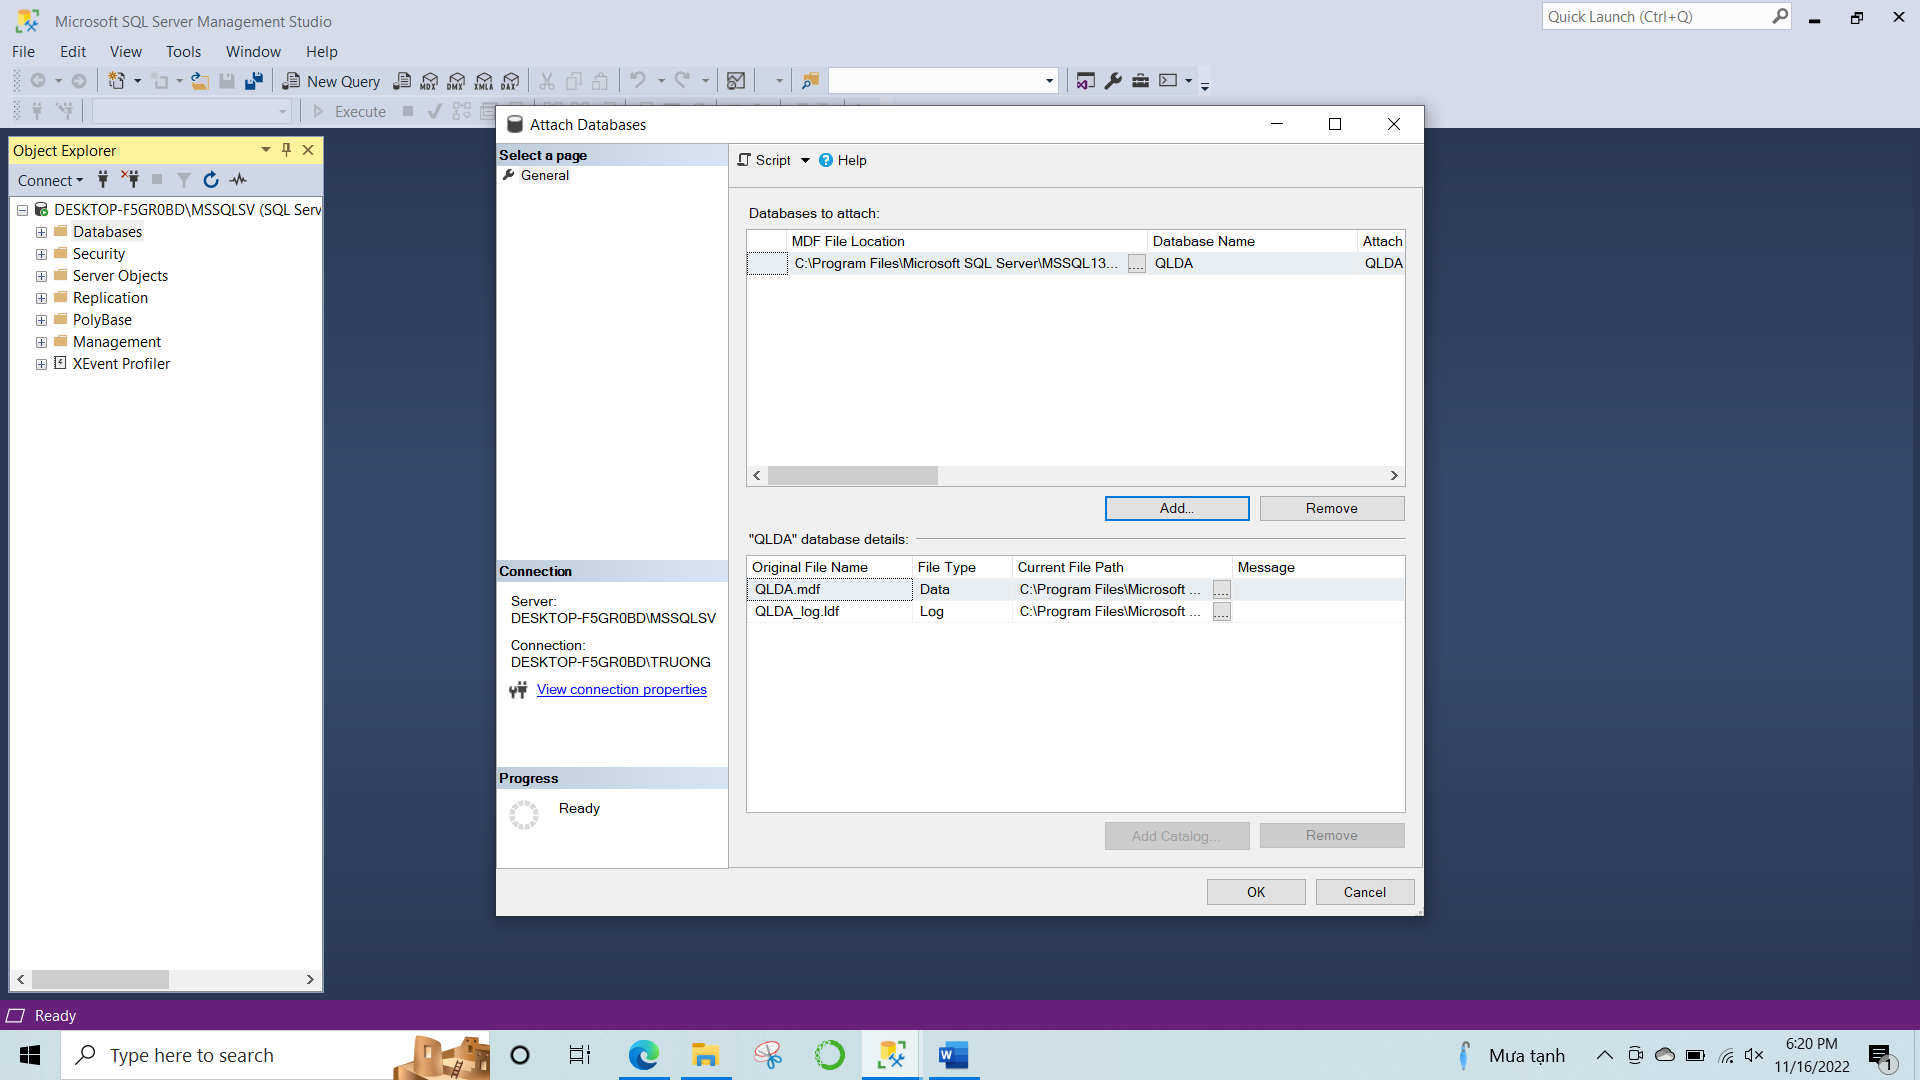 Microsoft SQL Server Management Studio
Quick Launch (Ctrl+Q)
File Edit View Tools Window Help
New Query MDX DMX XMLA DAX
Execute
Object Explorer
Connect
DESKTOP-F5GR0BD\MSSQLSV (SQL Serv
Databases
Security
Server Objects
Replication
PolyBase
Management
XEvent Profiler
Attach Databases
Select a page
General
Script Help
Databases to attach:
MDF File Location Database Name Attach
C:\Program Files\Microsoft SQL Server\MSSQL13... .... QLDA QLDA
Add... Remove
"QLDA" database details:
Original File Name File Type Current File Path Message
QLDA.mdf Data C:\Program Files\Microsoft ... ....
QLDA_log.ldf Log C:\Program Files\Microsoft ... ....
Add Catalog... Remove
OK Cancel
Connection
Server:
DESKTOP-F5GR0BD\MSSQLSV
Connection:
DESKTOP-F5GR0BD\TRUONG
View connection properties
Progress
Ready
Ready
Type here to search
Mưa tạnh
6:20 PM
11/16/2022
1